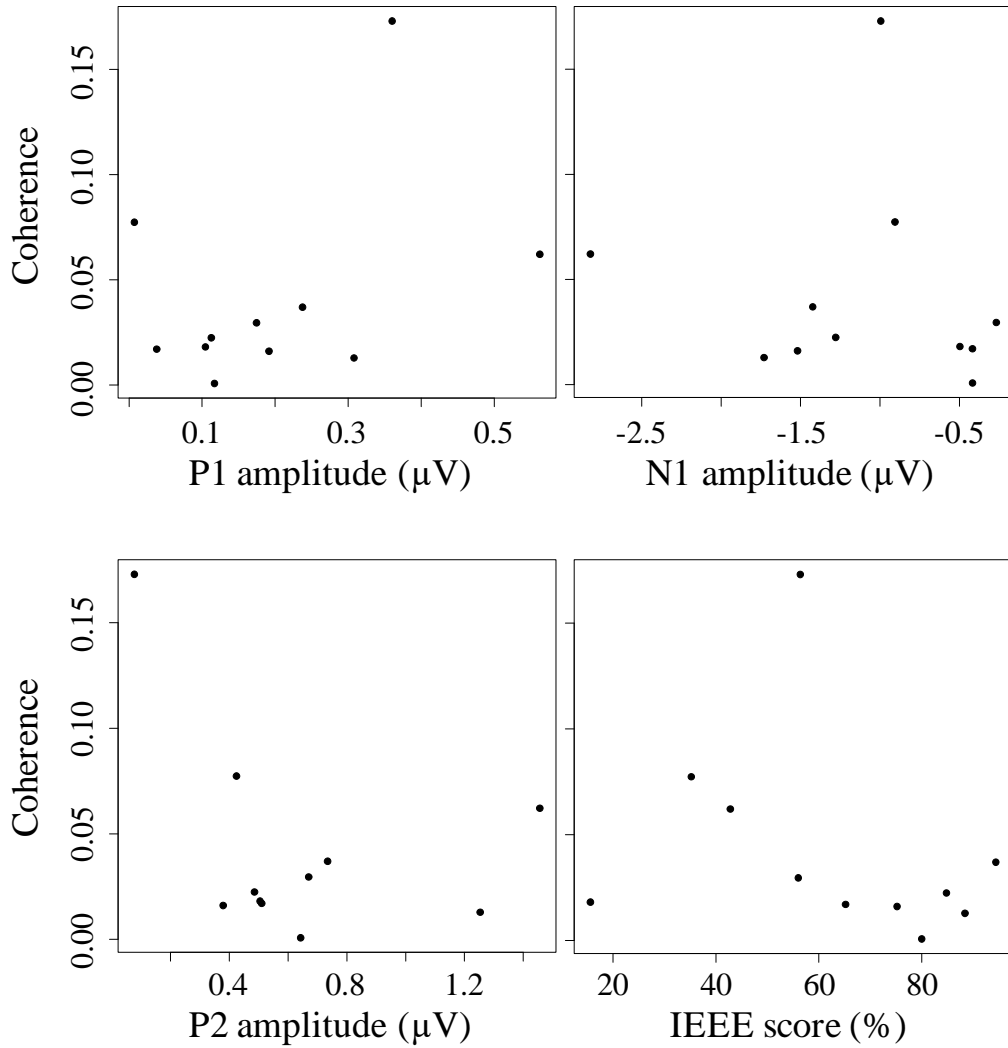 0.15
0.10
0.05
0.00
Coherence
0.1 0.3 0.5
P1 amplitude (µV)
-2.5 -1.5 -0.5
N1 amplitude (µV)
0.15
0.10
0.05
0.00
Coherence
0.4 0.8 1.2
P2 amplitude (µV)
20 40 60 80
IEEE score (%)